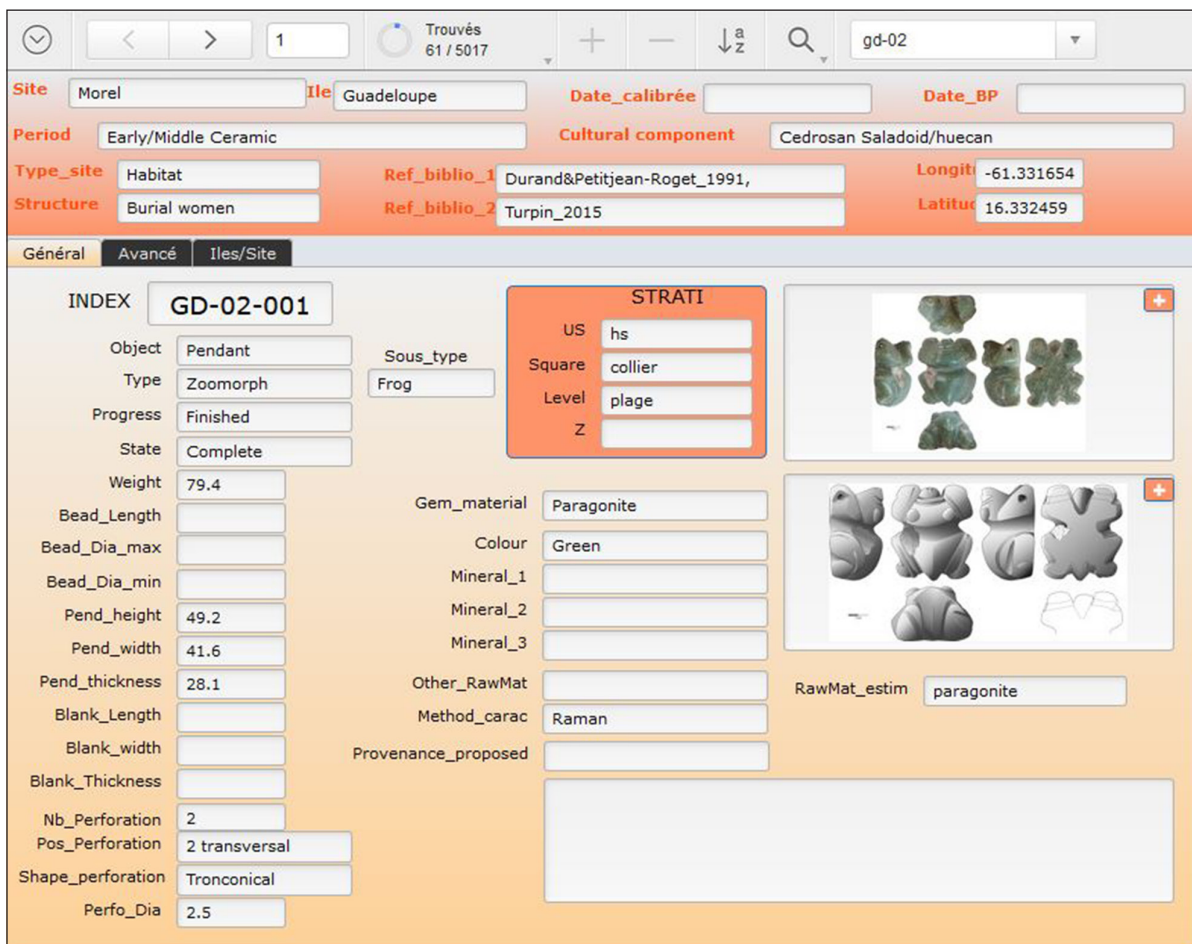 1 Trouvés 61 / 5017 gd-02
Site Morel Ile Guadeloupe Date_calibrée Date_BP
Period Early/Middle Ceramic Cultural component Cedrosan Saladoid/huecan
Type_site Habitat Ref_biblio_1 Durand&Petitjean-Roget_1991, Longit -61.331654
Structure Burial women Ref_biblio_2 Turpin_2015 Latituc 16.332459
Général Avancé Iles/Site
INDEX GD-02-001
Object Pendant
Type Zoomorph
Progress Finished
State Complete
Weight 79.4
Bead_Length
Bead_Dia_max
Bead_Dia_min
Pend_height 49.2
Pend_width 41.6
Pend_thickness 28.1
Blank_Length
Blank_width
Blank_Thickness
Nb_Perforation 2
Pos_Perforation 2 transversal
Shape_perforation Tronconical
Perfo_Dia 2.5
Sous_type
Frog
STRATI
US hs
Square collier
Level plage
Z
Gem_material Paragonite
Colour Green
Mineral_1
Mineral_2
Mineral_3
Other_RawMat
Method_carac Raman
Provenance_proposed
RawMat_estim paragonite